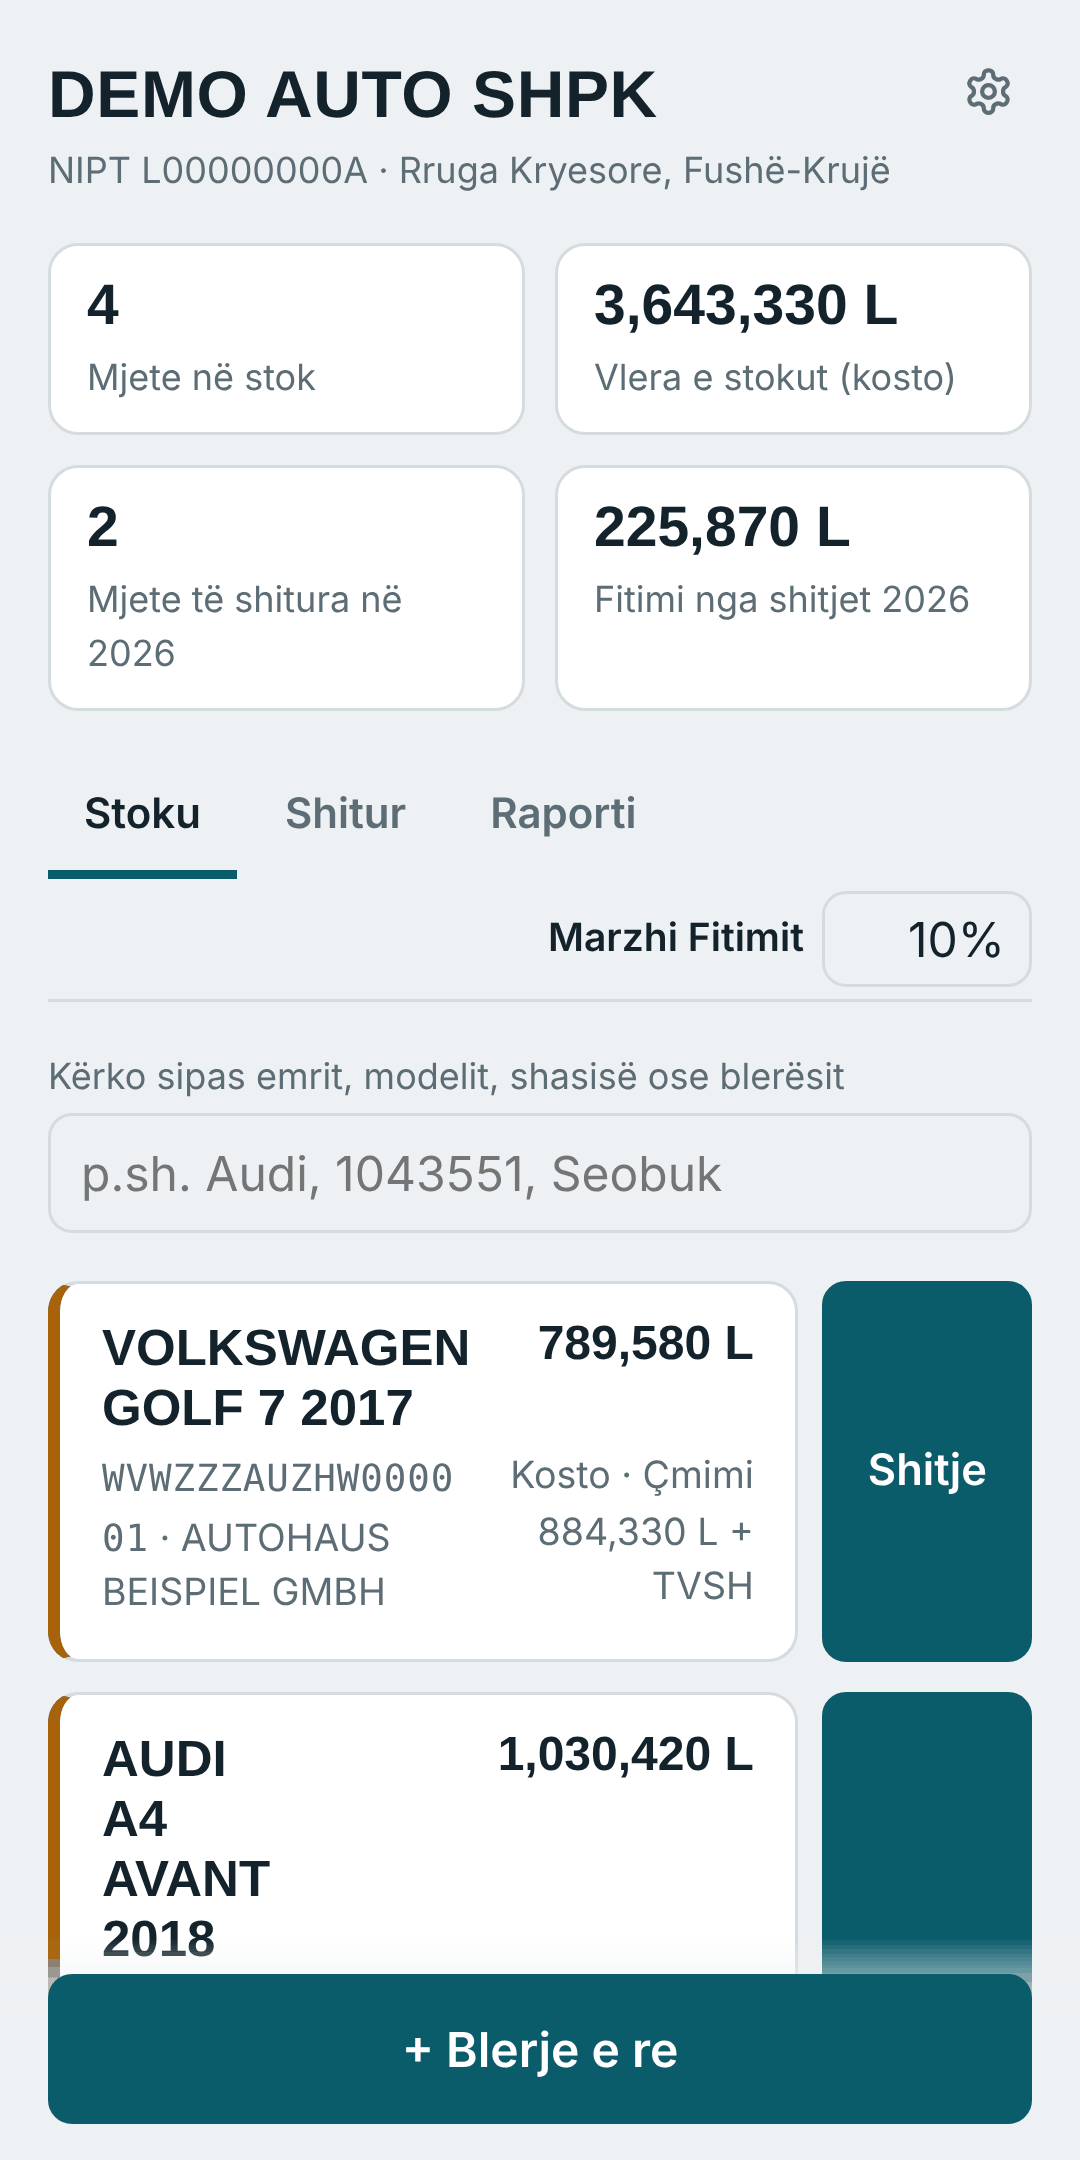 DEMO AUTO SHPK
NIPT L00000000A · Rruga Kryesore, Fushë-Krujë
4
Mjete në stok
3,643,330 L
Vlera e stokut (kosto)
2
Mjete të shitura në
2026
225,870 L
Fitimi nga shitjet 2026
Stoku
Shitur
Raporti
Marzhi Fitimit
10%
Kërko sipas emrit, modelit, shasisë ose blerësit
p.sh. Audi, 1043551, Seobuk
VOLKSWAGEN
GOLF 7 2017
WVWZZZAUZHW0000
01 · AUTOHAUS
BEISPIEL GMBH
789,580 L
Kosto · Çmimi
884,330 L +
TVSH
Shitje
AUDI
A4
AVANT
2018
1,030,420 L
+ Blerje e re